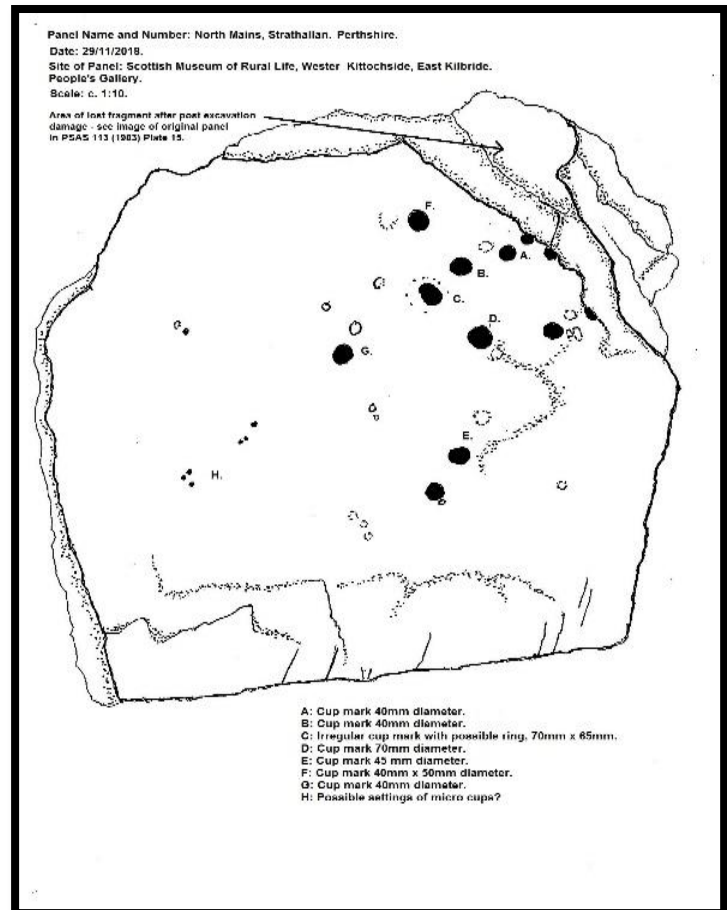 Panel Name and Number: North Mains, Strathallan. Perthshire.
Date: 29/11/2018.
Site of Panel: Scottish Museum of Rural Life, Wester Kittochside, East Kilbride.
People's Gallery.
Scale: c. 1:10.
Area of lost fragment after post excavation
damage - see image of original panel
in PSAS 113 (1983) Plate 15.
F.
A.
B.
C.
D.
G.
E.
H.
A: Cup mark 40mm diameter.
B: Cup mark 40mm diameter.
C: Irregular cup mark with possible ring, 70mm x 65mm.
D: Cup mark 70mm diameter.
E: Cup mark 45 mm diameter.
F: Cup mark 40mm x 50mm diameter.
G: Cup mark 40mm diameter.
H: Possible settings of micro cups?